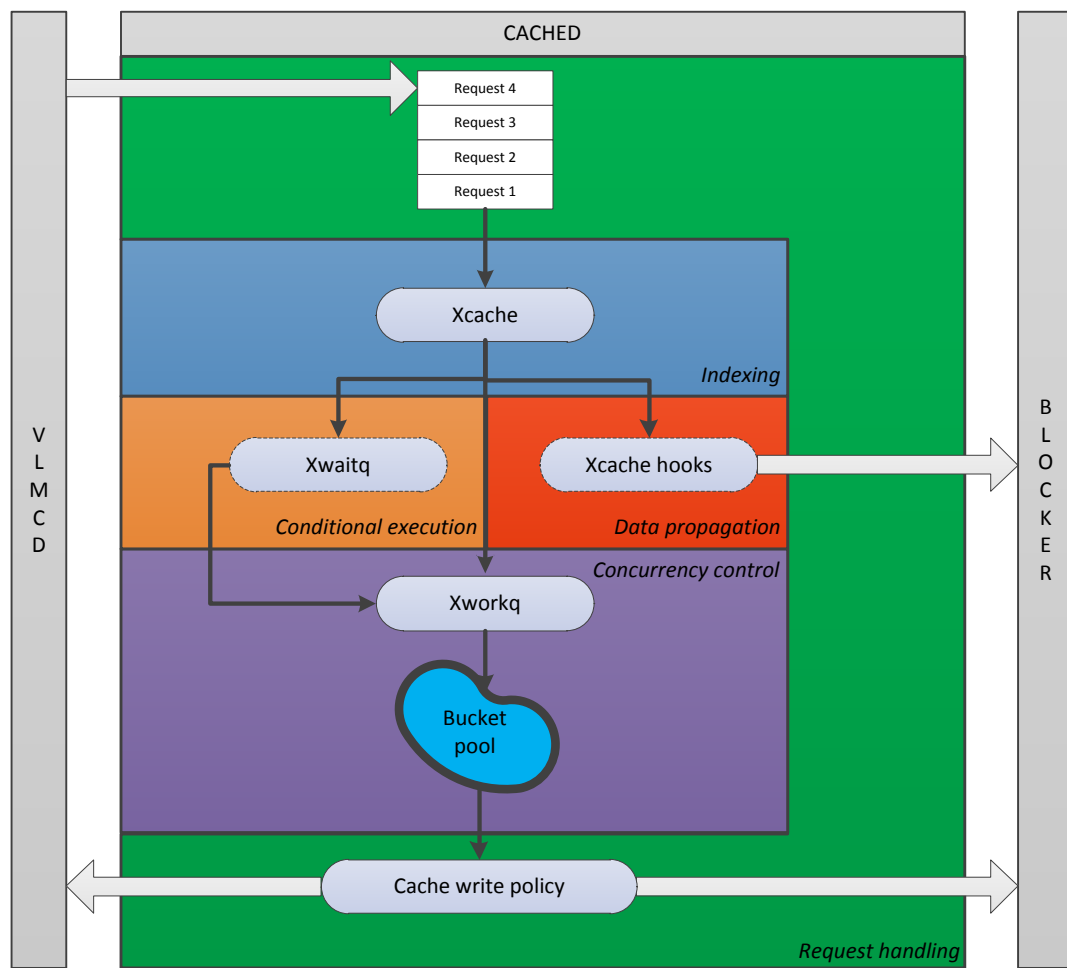 CACHED
Request 4
Request 3
Request 2
Request 1
Xcache
Indexing
V
L
M
C
D
B
L
O
C
K
E
R
Xwaitq
Xcache hooks
Conditional execution
Data propagation
Concurrency control
Xworkq
Bucket
pool
Cache write policy
Request handling